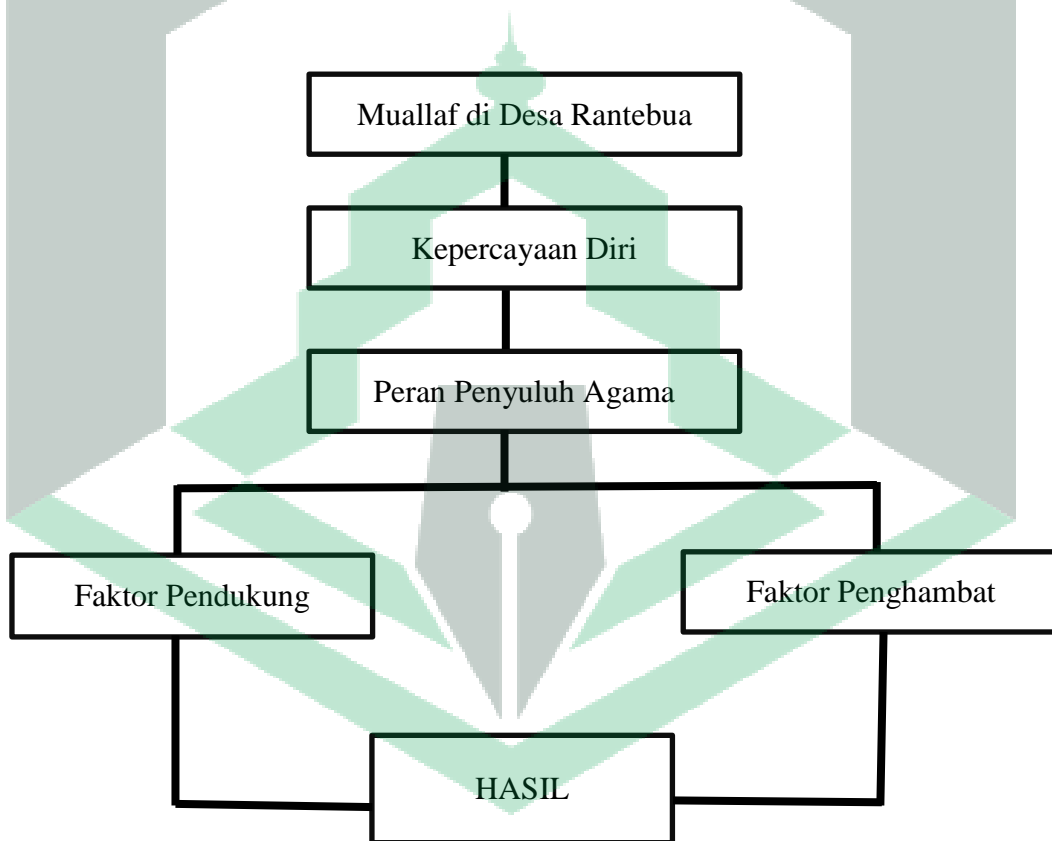 Muallaf di Desa Rantebua
Kepercayaan Diri
Peran Penyuluh Agama
Faktor Pendukung
Faktor Penghambat
HASIL